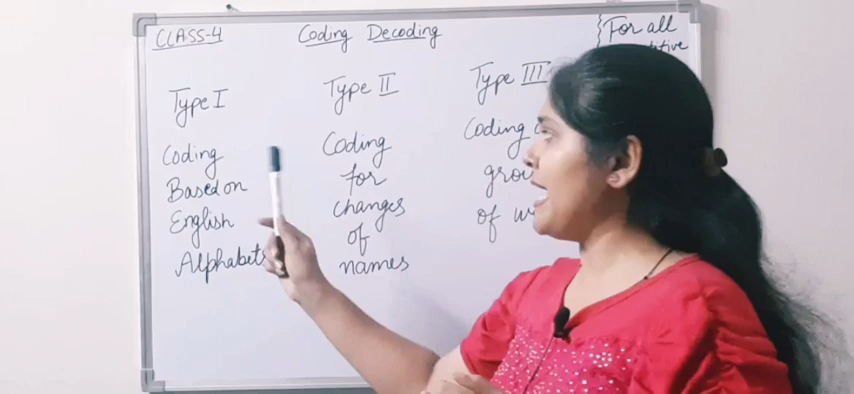 CLASS-4
Coding Decoding
For all
Type I
Coding
Based on
English
Alphabets
Type II
Coding
for
changes
of
names
Type III
Coding
of